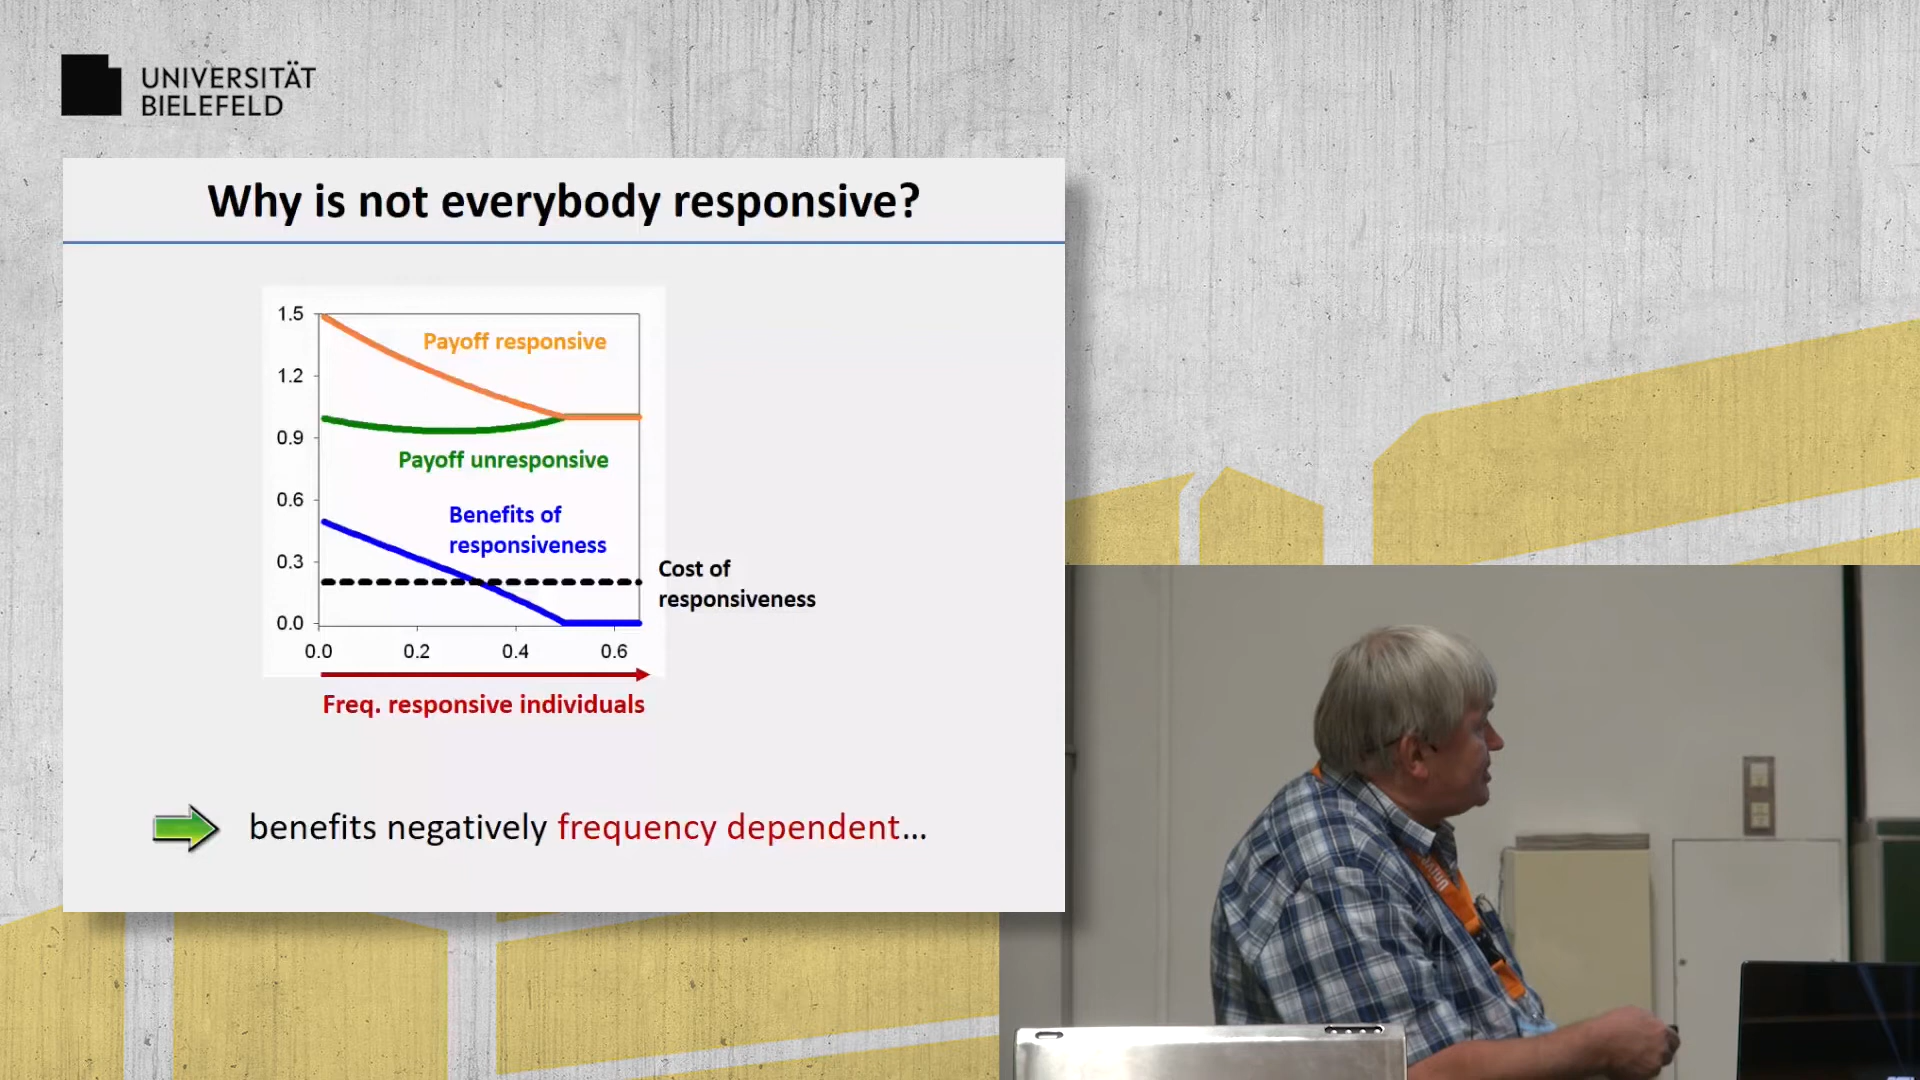 UNIVERSITÄT
BIELEFELD
Why is not everybody responsive?
1.5
Payoff responsive
1.2
0.9
Payoff unresponsive
0.6
Benefits of
responsiveness
0.3
Cost of
responsiveness
0.0
0.0 0.2 0.4 0.6
Freq. responsive individuals
benefits negatively frequency dependent...